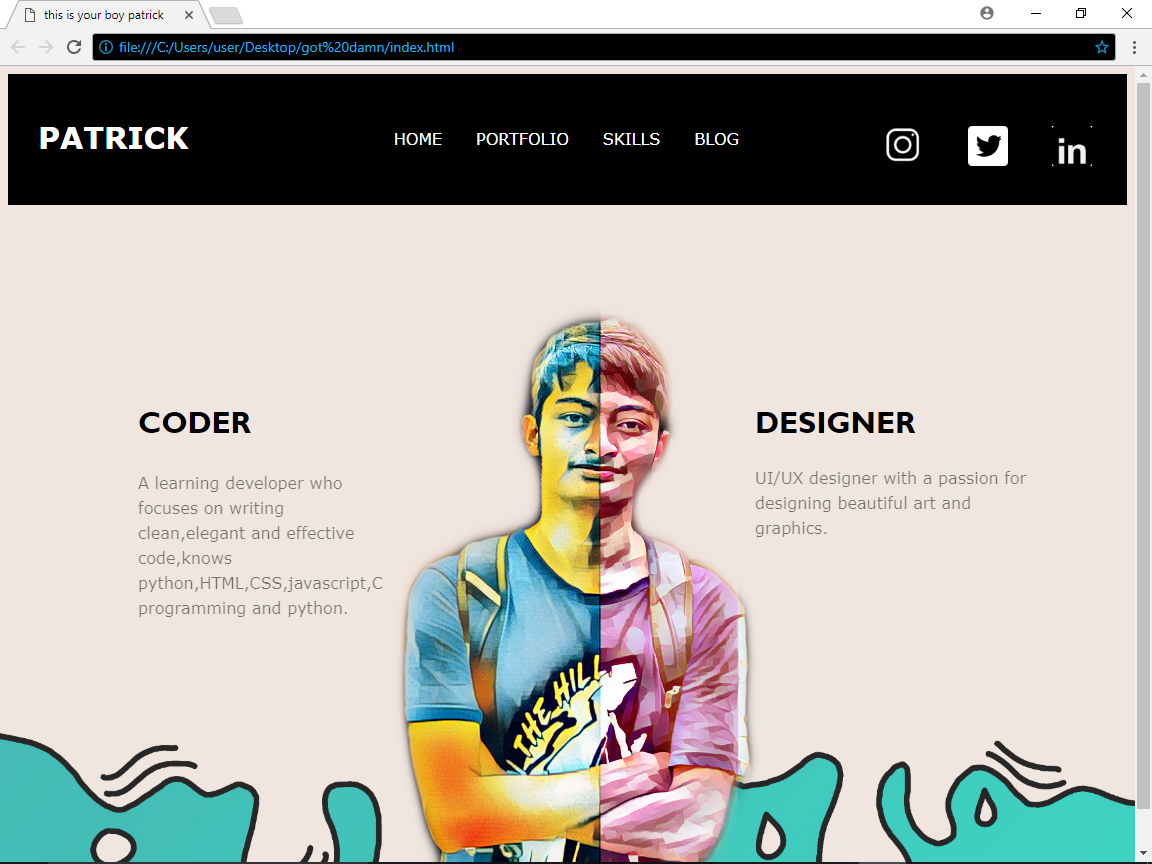 this is your boy patrick
file:///C:/Users/user/Desktop/got%20damn/index.html
PATRICK
HOME PORTFOLIO SKILLS BLOG
in
CODER
A learning developer who
focuses on writing
clean,elegant and effective
code,knows
python,HTML,CSS,javascript,C
programming and python.
DESIGNER
UI/UX designer with a passion for
designing beautiful art and
graphics.
THE HILL